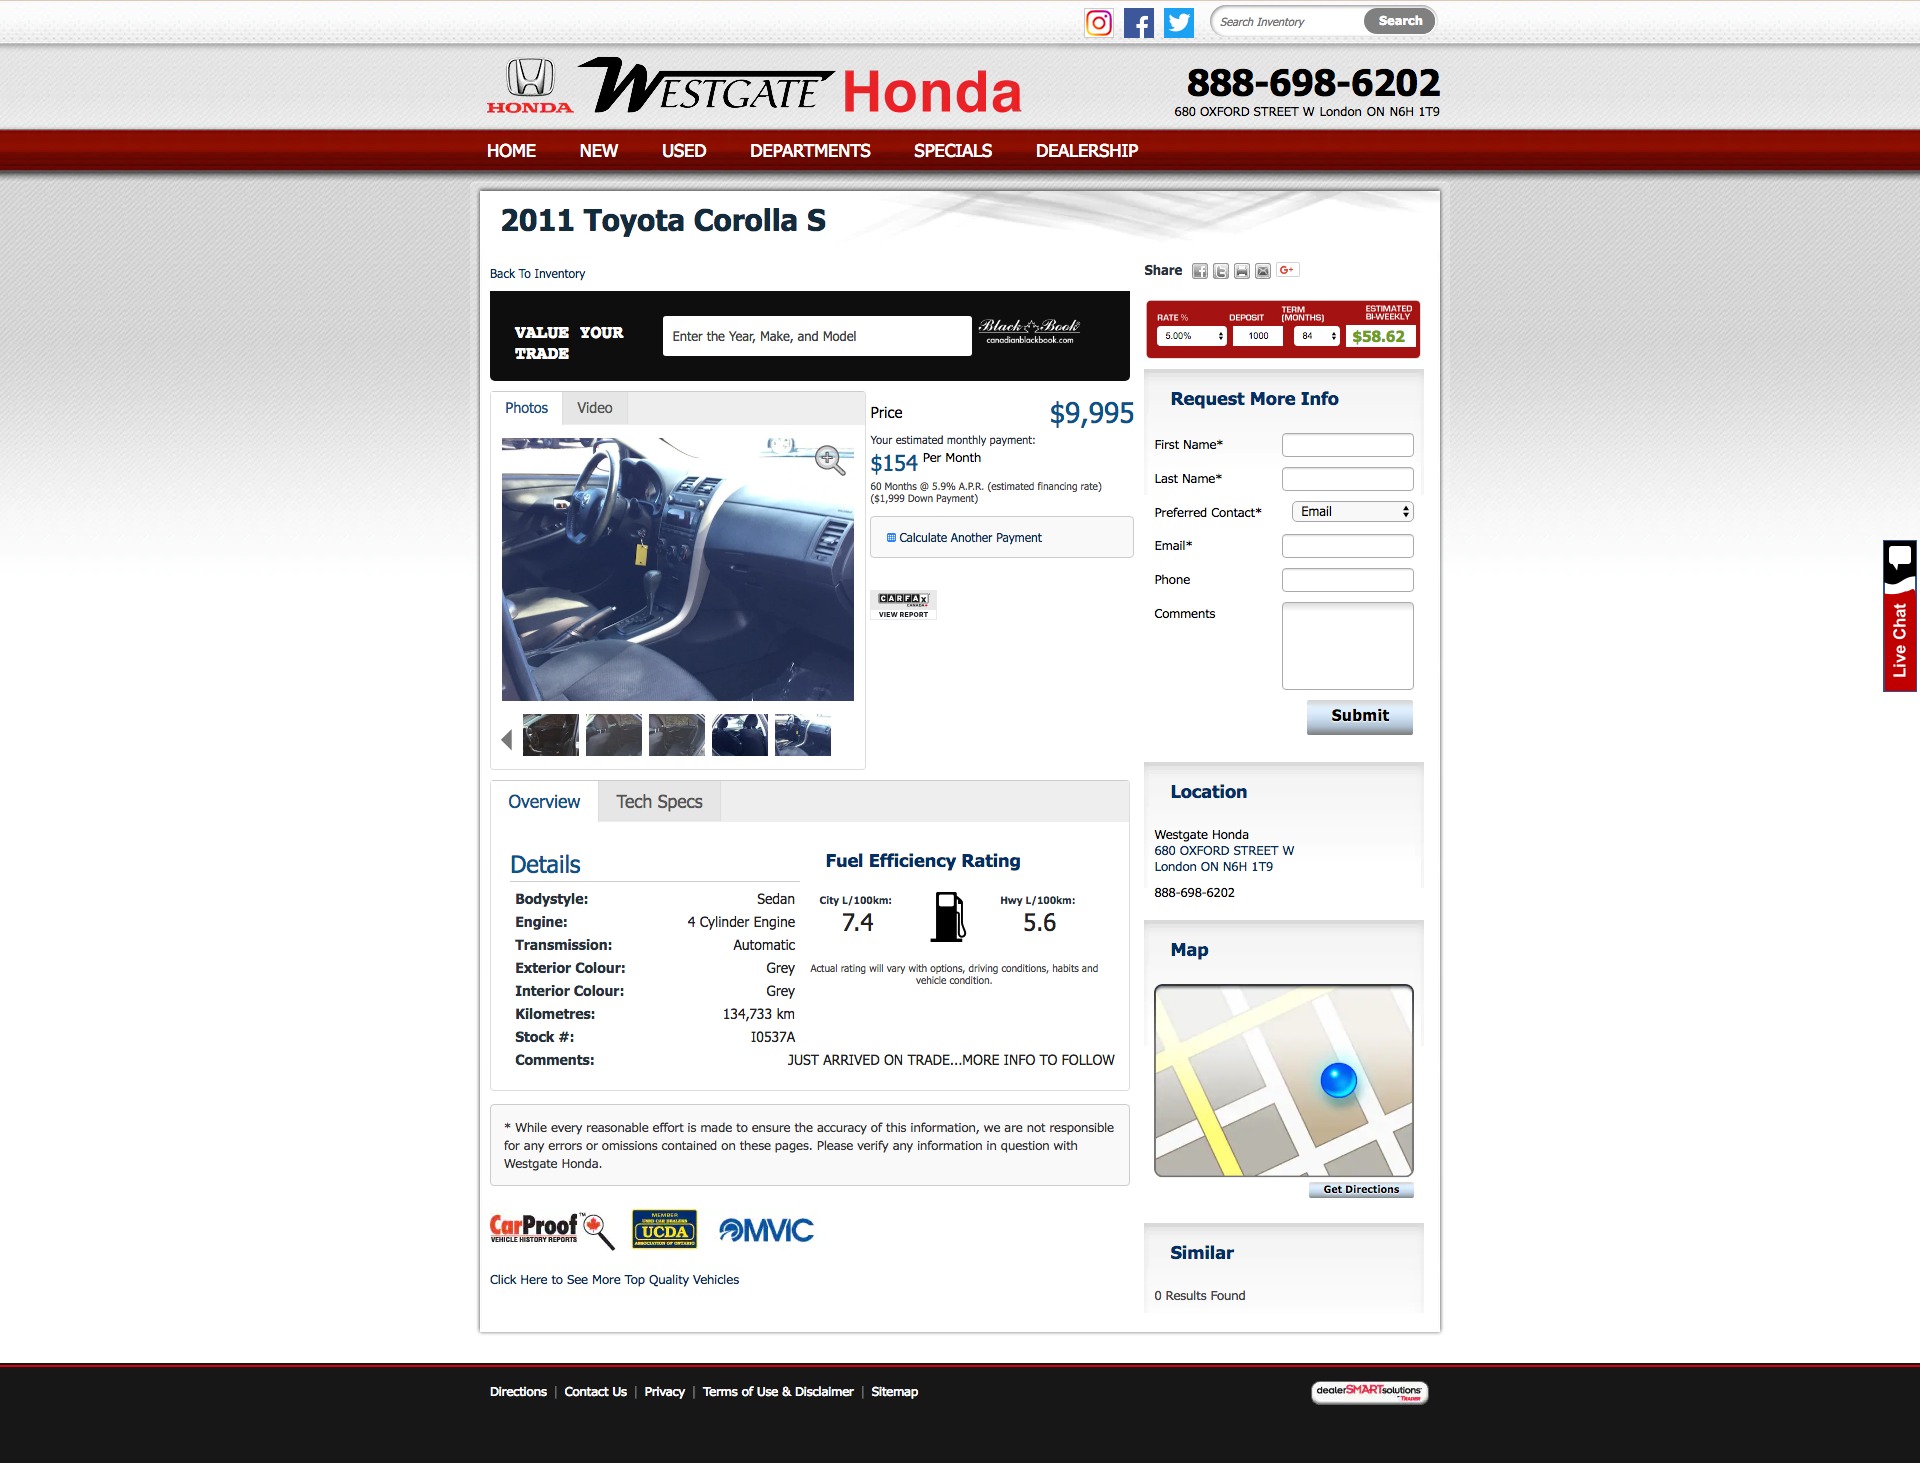 Search Inventory
Search
HONDA
WESTGATE Honda
888-698-6202
680 OXFORD STREET W London ON N6H 1T9
HOME
NEW
USED
DEPARTMENTS
SPECIALS
DEALERSHIP
2011 Toyota Corolla S
Back To Inventory
Share
G+
VALUE YOUR
TRADE
Enter the Year, Make, and Model
Black Book
canadianblackbook.com
RATE %
DEPOSIT
TERM
(MONTHS)
ESTIMATED
BI-WEEKLY
5.00%
1000
84
$58.62
Photos
Video
Price
$9,995
Your estimated monthly payment:
$154 Per Month
60 Months @ 5.9% A.P.R. (estimated financing rate)
($1,999 Down Payment)
Calculate Another Payment
CARFAX
CANADA
VIEW REPORT
Request More Info
First Name*
Last Name*
Preferred Contact*
Email
Email*
Phone
Comments
Submit
Live Chat
Overview
Tech Specs
Details
Bodystyle: Sedan
Engine: 4 Cylinder Engine
Transmission: Automatic
Exterior Colour: Grey
Interior Colour: Grey
Kilometres: 134,733 km
Stock #: I0537A
Comments: JUST ARRIVED ON TRADE...MORE INFO TO FOLLOW
Fuel Efficiency Rating
City L/100km:
7.4
Hwy L/100km:
5.6
Actual rating will vary with options, driving conditions, habits and
vehicle condition.
Location
Westgate Honda
680 OXFORD STREET W
London ON N6H 1T9
888-698-6202
Map
Get Directions
* While every reasonable effort is made to ensure the accuracy of this information, we are not responsible
for any errors or omissions contained on these pages. Please verify any information in question with
Westgate Honda.
CarProof™
VEHICLE HISTORY REPORTS
MEMBER
USED CAR DEALERS
UCDA
ASSOCIATION OF ONTARIO
OMVIC
Click Here to See More Top Quality Vehicles
Similar
0 Results Found
Directions | Contact Us | Privacy | Terms of Use & Disclaimer | Sitemap
dealerSMARTsolutions
TRADER